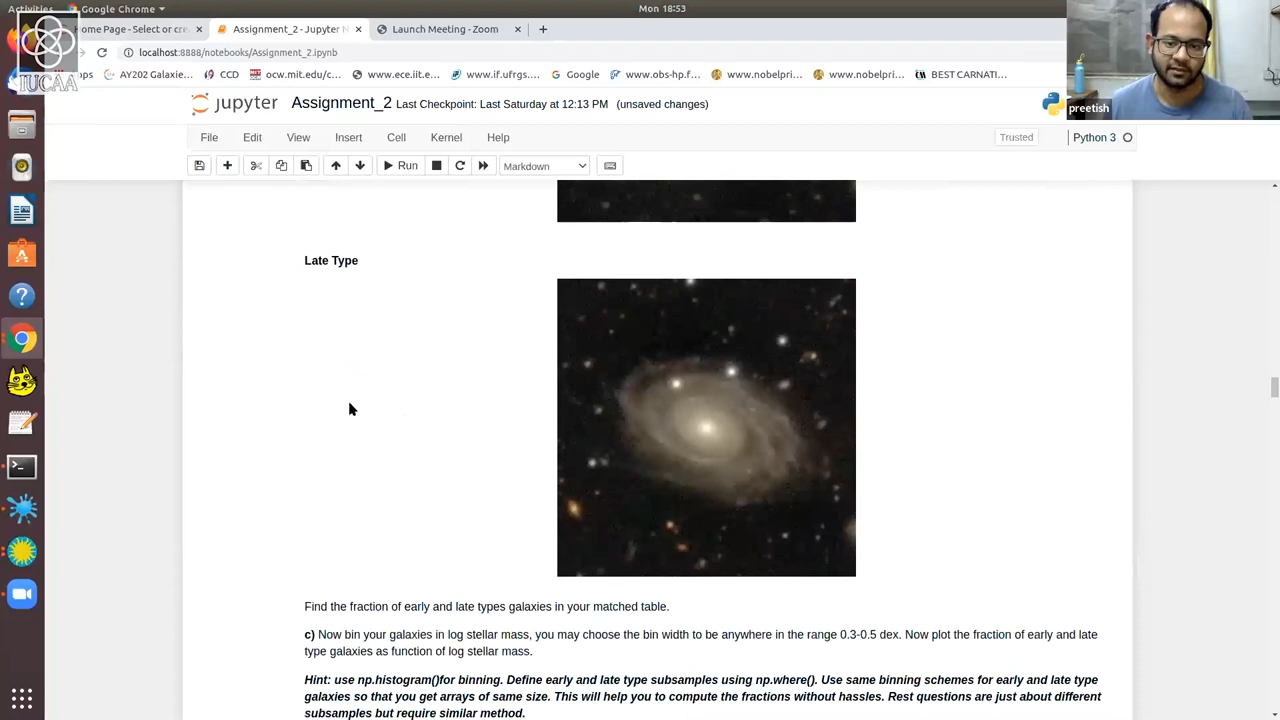 Activities
Google Chrome
Mon 18:53
Home Page - Select or cre
Assignment_2 - Jupyter N
Launch Meeting - Zoom
localhost:8888/notebooks/Assignment_2.ipynb
IUCAA
AY202 Galaxie…
CCD
ocw.mit.edu/c…
www.ece.iit.e…
www.if.ufrgs.…
Google
www.obs-hp.f…
www.nobelpri…
www.nobelpri…
BEST CARNATI…
preetish
jupyter
Assignment_2 Last Checkpoint: Last Saturday at 12:13 PM (unsaved changes)
File Edit View Insert Cell Kernel Help
Trusted
Python 3
Run
Markdown
Late Type
Find the fraction of early and late types galaxies in your matched table.
c) Now bin your galaxies in log stellar mass, you may choose the bin width to be anywhere in the range 0.3-0.5 dex. Now plot the fraction of early and late
type galaxies as function of log stellar mass.
Hint: use np.histogram()for binning. Define early and late type subsamples using np.where(). Use same binning schemes for early and late type
galaxies so that you get arrays of same size. This will help you to compute the fractions without hassles. Rest questions are just about different
subsamples but require similar method.